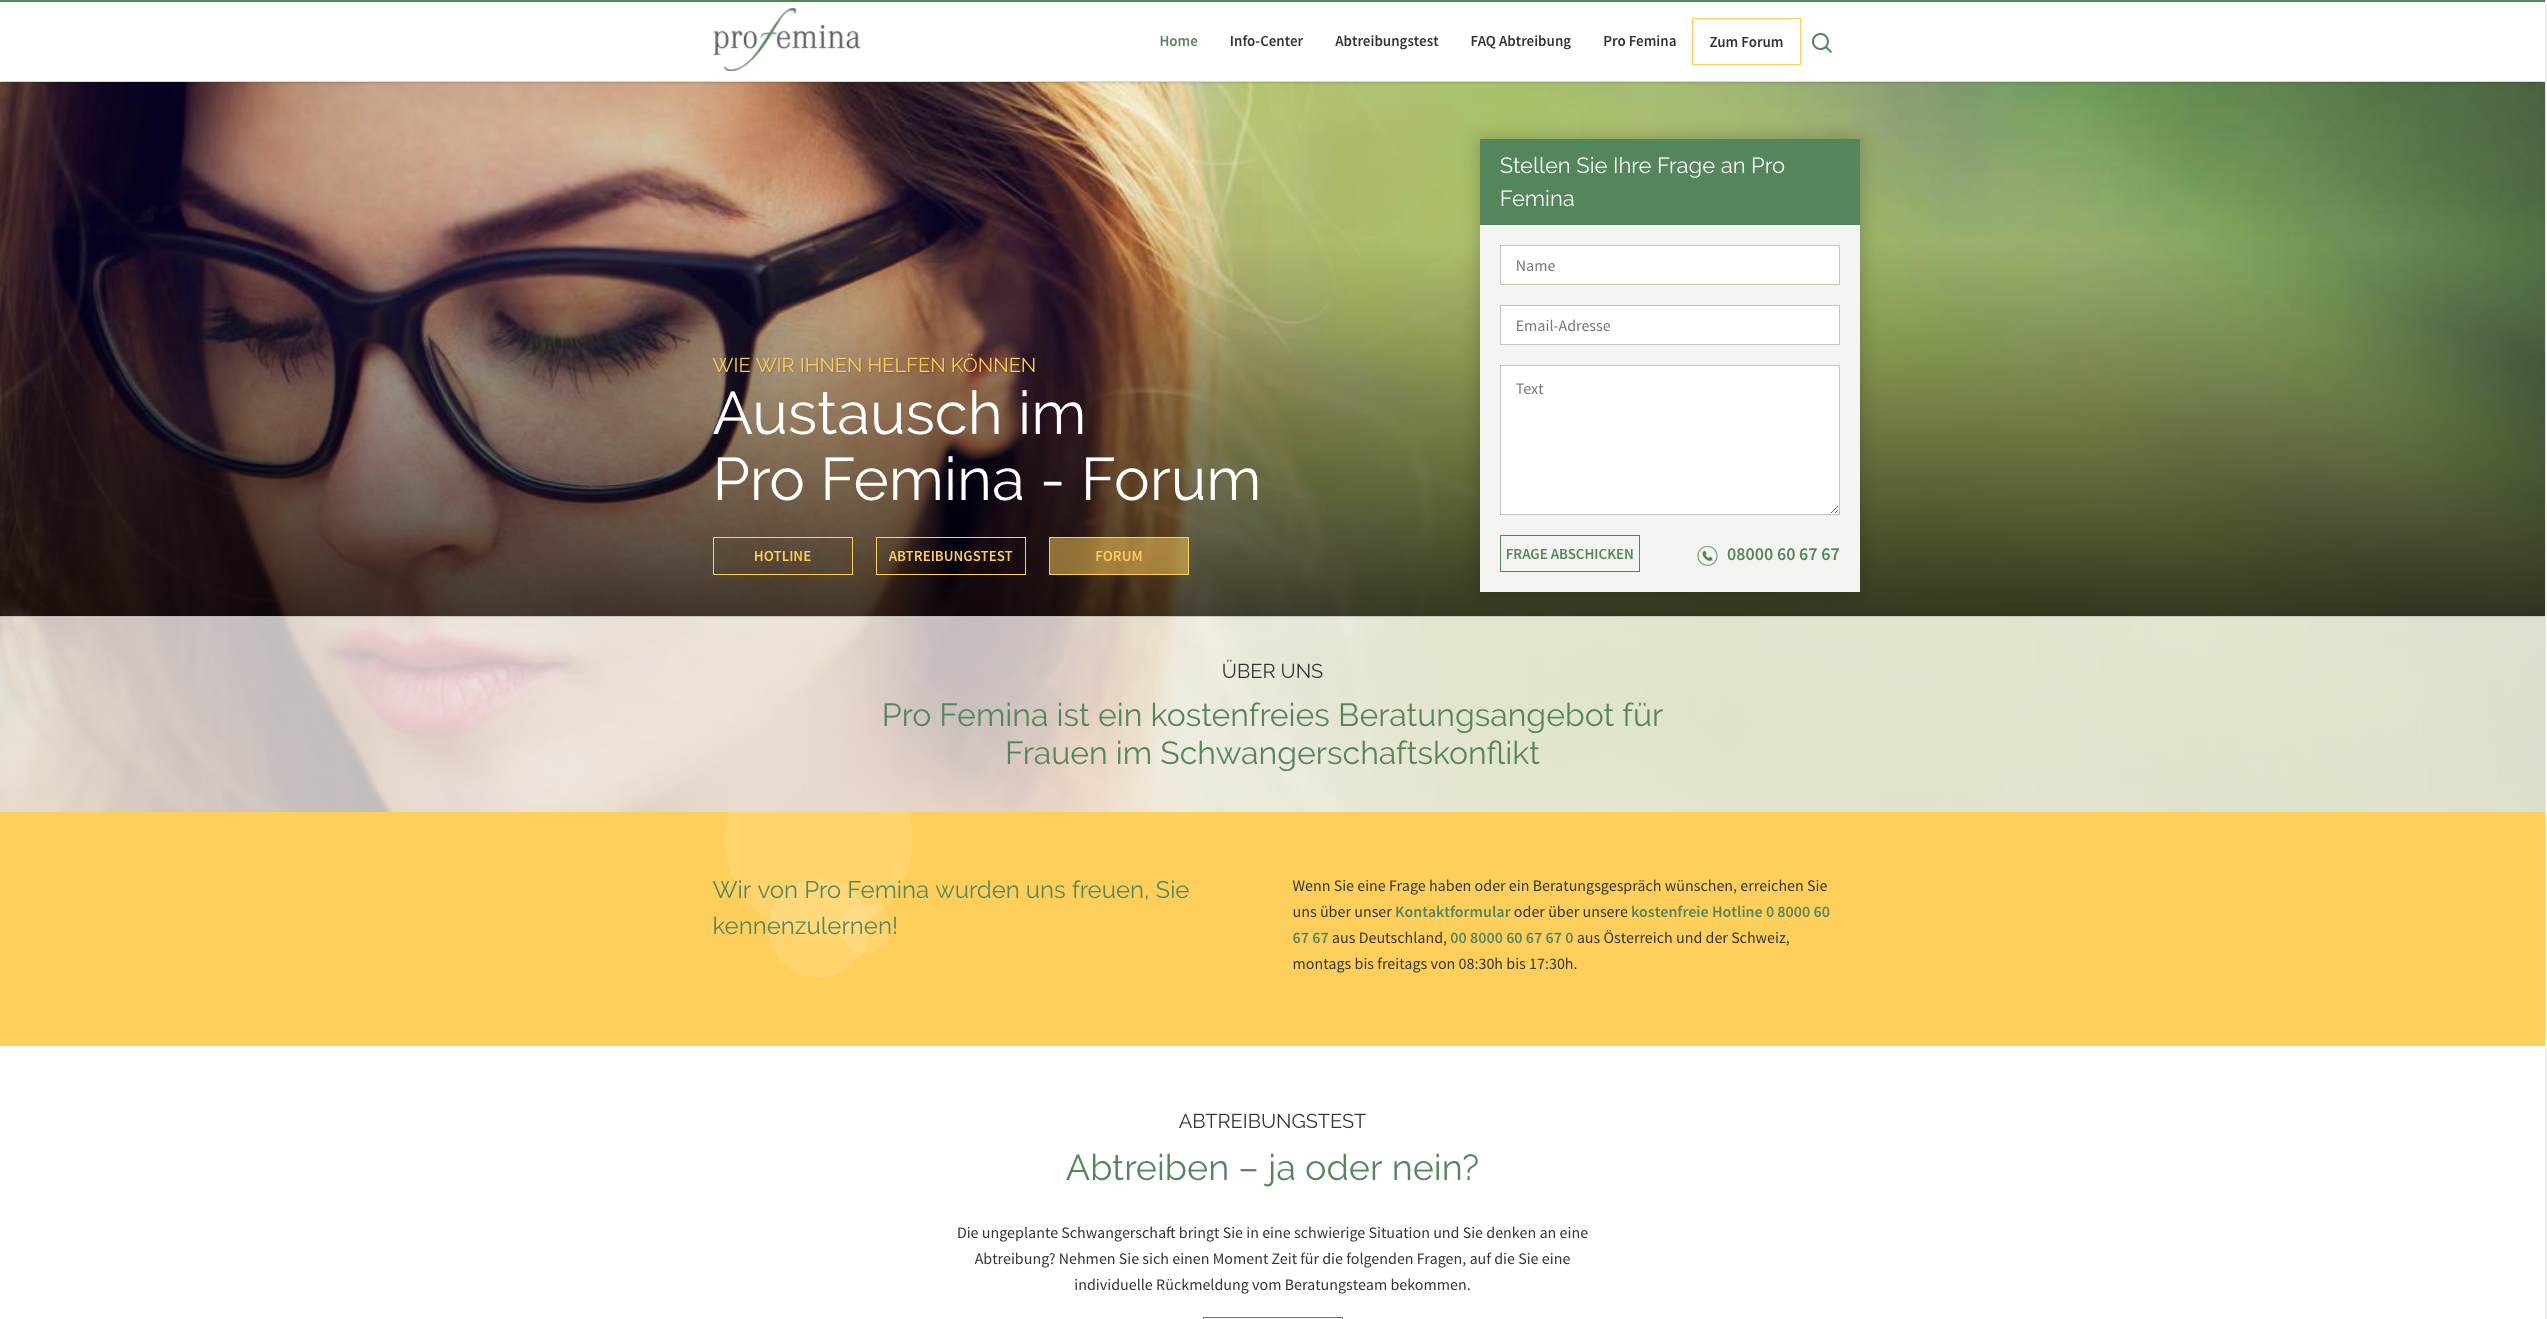 profemina
Home
Info-Center
Abtreibungstest
FAQ Abtreibung
Pro Femina
Zum Forum
WIE WIR IHNEN HELFEN KÖNNEN
Austausch im
Pro Femina - Forum
HOTLINE
ABTREIBUNGSTEST
FORUM
Stellen Sie Ihre Frage an Pro
Femina
Name
Email-Adresse
Text
FRAGE ABSCHICKEN
08000 60 67 67
ÜBER UNS
Pro Femina ist ein kostenfreies Beratungsangebot für
Frauen im Schwangerschaftskonflikt
Wir von Pro Femina wurden uns freuen, Sie
kennenzulernen!
Wenn Sie eine Frage haben oder ein Beratungsgespräch wünschen, erreichen Sie
uns über unser Kontaktformular oder über unsere kostenfreie Hotline 0 8000 60
67 67 aus Deutschland, 00 8000 60 67 67 0 aus Österreich und der Schweiz,
montags bis freitags von 08:30h bis 17:30h.
ABTREIBUNGSTEST
Abtreiben – ja oder nein?
Die ungeplante Schwangerschaft bringt Sie in eine schwierige Situation und Sie denken an eine
Abtreibung? Nehmen Sie sich einen Moment Zeit für die folgenden Fragen, auf die Sie eine
individuelle Rückmeldung vom Beratungsteam bekommen.